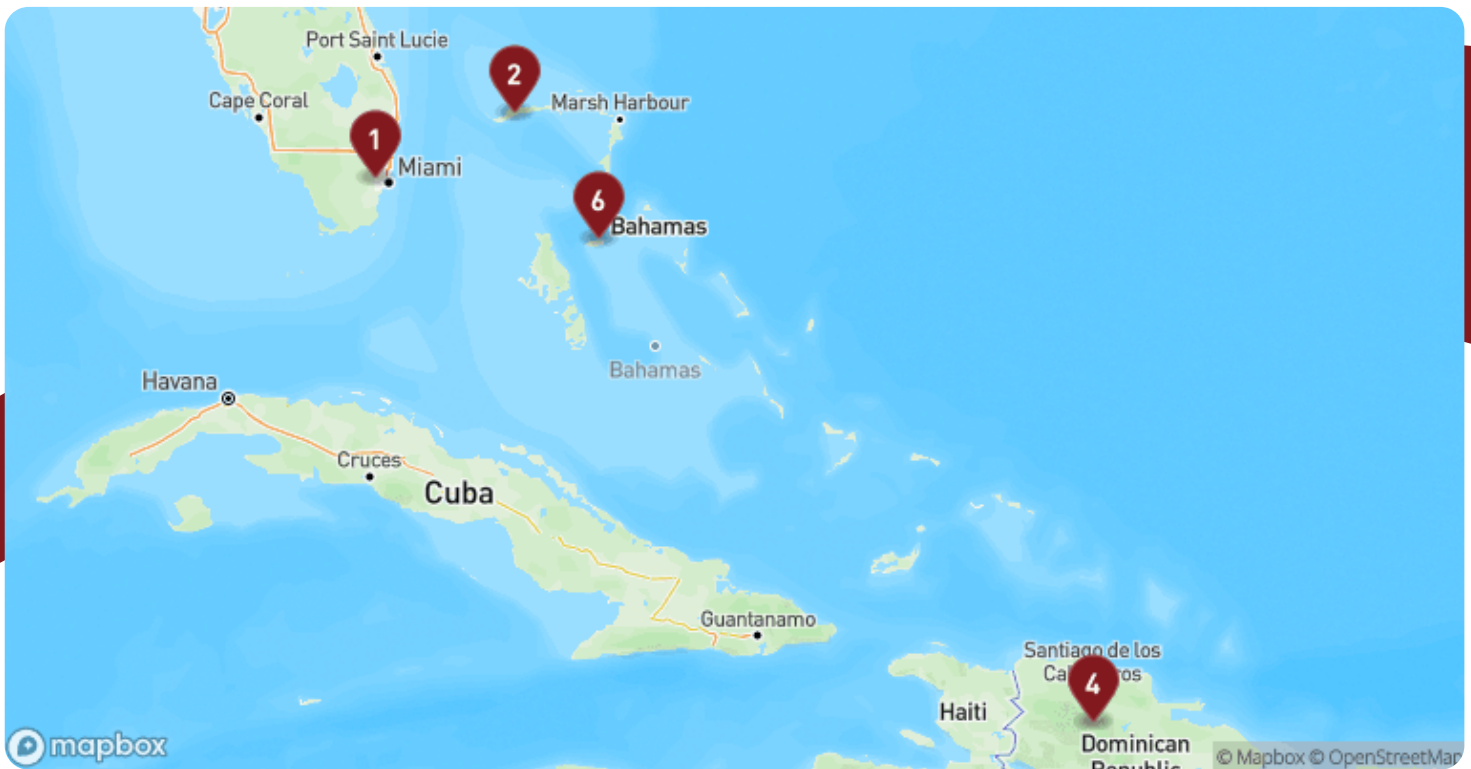 Port Saint Lucie
2
Cape Coral
Marsh Harbour
1
Miami
6
Bahamas
Bahamas
Havana
Cruces
Cuba
Guantanamo
Santiago de los
4
Haiti
Dominican
Republic
mapbox
© Mapbox © OpenStreetMap